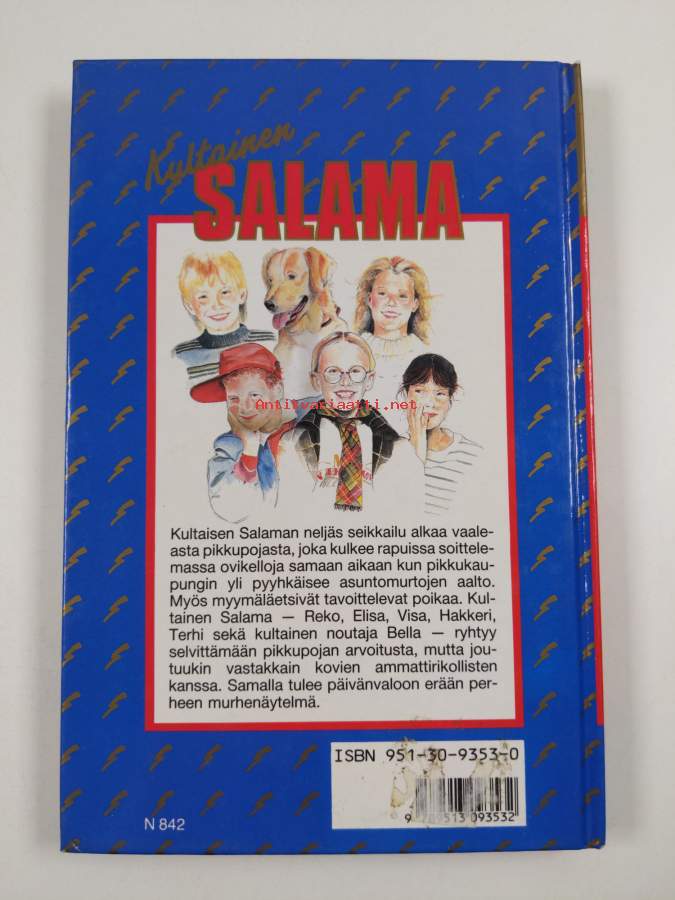 Kultainen
SALAMA
Antikvariaatti.net
Kultaisen Salaman neljäs seikkailu alkaa vaale-
asta pikkupojasta, joka kulkee rapuissa soittele-
massa ovikelloja samaan aikaan kun pikkukau-
pungin yli pyyhkäisee asuntomurtojen aalto.
Myös myymäläetsivät tavoittelevat poikaa. Kul-
tainen Salama — Reko, Elisa, Visa, Hakkeri,
Terhi sekä kultainen noutaja Bella — ryhtyy
selvittämään pikkupojan arvoitusta, mutta jou-
tuukin vastakkain kovien ammattirikollisten
kanssa. Samalla tulee päivänvaloon erään per-
heen murhenäytelmä.
ISBN 951-30-9353-0
9 789513 093532
N 842